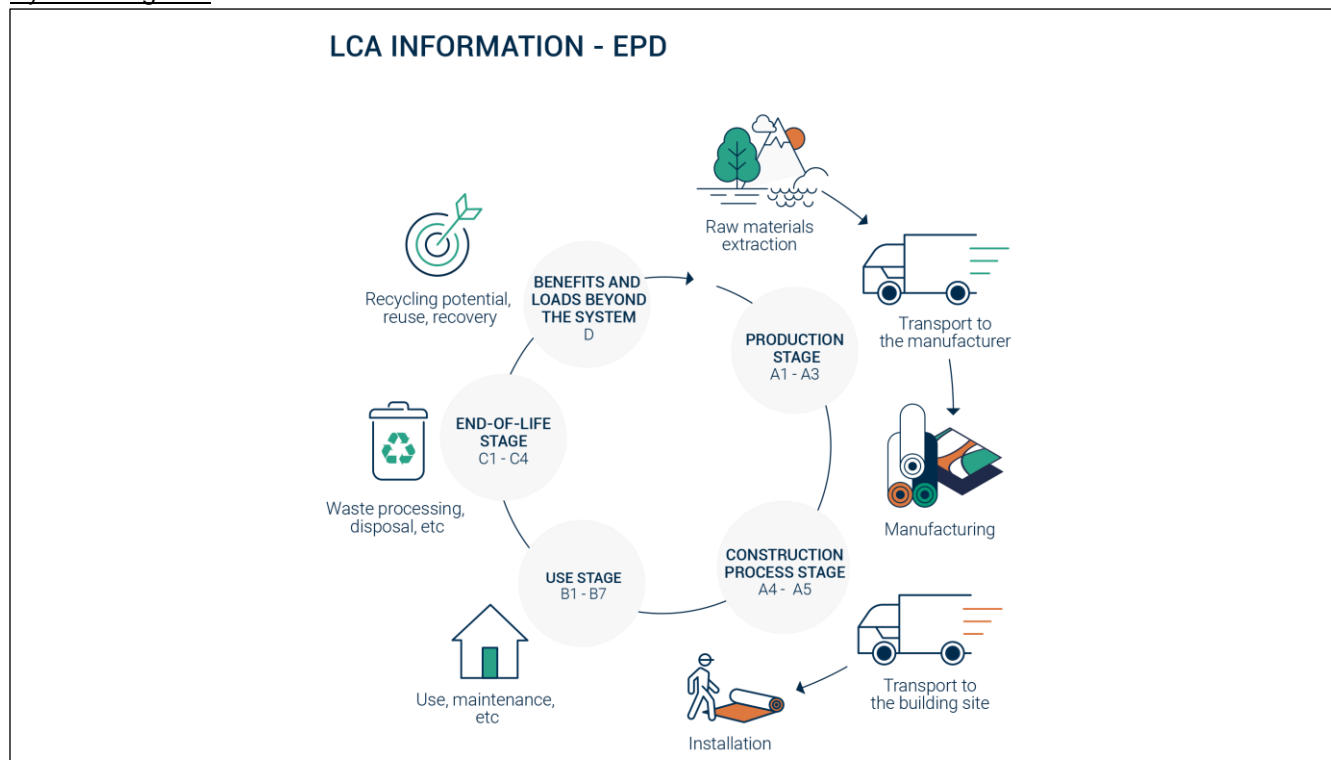 LCA INFORMATION - EPD
Raw materials
extraction
Transport to
the manufacturer
Manufacturing
PRODUCTION
STAGE
A1 - A3
CONSTRUCTION
PROCESS STAGE
A4 - A5
Transport to
the building site
Installation
USE STAGE
B1 - B7
Use, maintenance,
etc
END-OF-LIFE
STAGE
C1 - C4
Waste processing,
disposal, etc
BENEFITS AND
LOADS BEYOND
THE SYSTEM
D
Recycling potential,
reuse, recovery